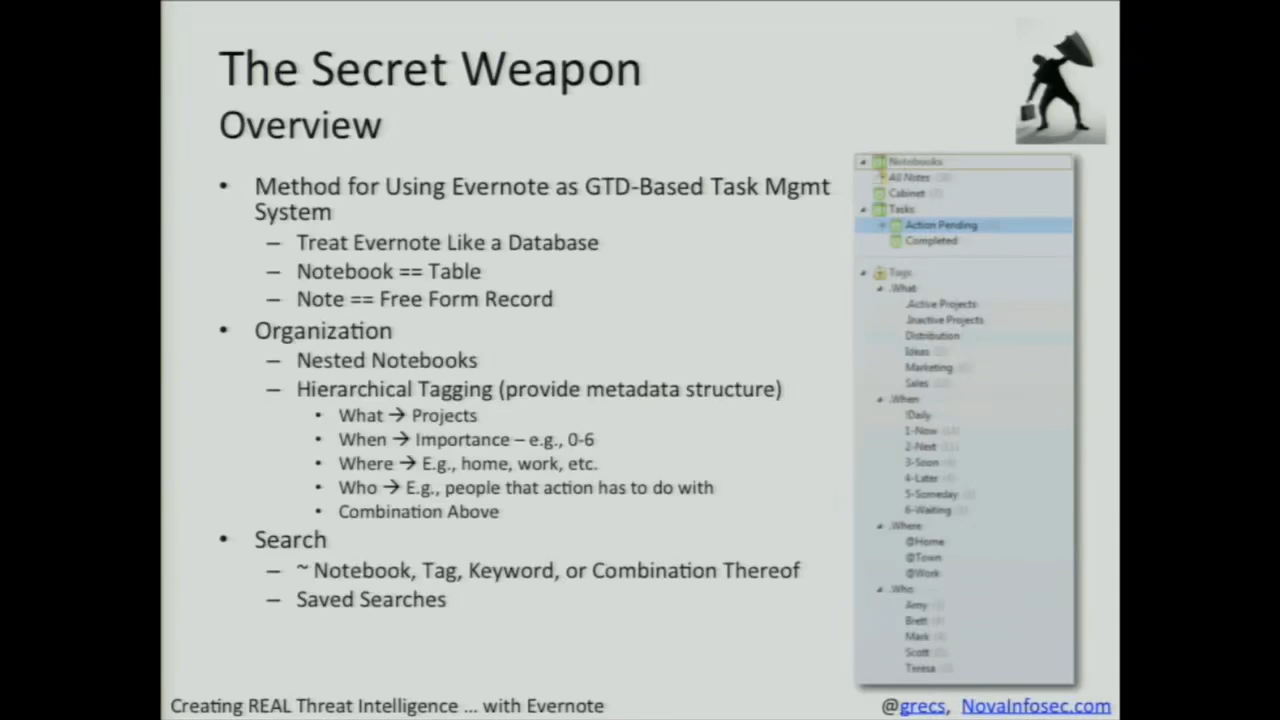 The Secret Weapon
Overview
• Method for Using Evernote as GTD-Based Task Mgmt
System
– Treat Evernote Like a Database
– Notebook == Table
– Note == Free Form Record
• Organization
– Nested Notebooks
– Hierarchical Tagging (provide metadata structure)
• What → Projects
• When → Importance – e.g., 0-6
• Where → E.g., home, work, etc.
• Who → E.g., people that action has to do with
• Combination Above
• Search
– ~ Notebook, Tag, Keyword, or Combination Thereof
– Saved Searches
Notebooks
All Notes
Cabinet
Tasks
Action Pending
Completed
Tags
.What
.Active Projects
.Inactive Projects
Distribution
Ideas
Marketing
Sales
.When
!Daily
1-Now
2-Next
3-Soon
4-Later
5-Someday
6-Waiting
.Where
@Home
@Town
@Work
.Who
Amy
Brett
Mark
Scott
Teresa
Creating REAL Threat Intelligence ... with Evernote
@grecs, NovaInfosec.com